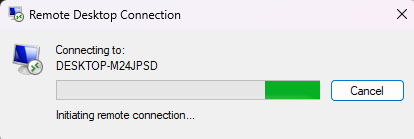 Remote Desktop Connection
Connecting to:
DESKTOP-M24JPSD
Cancel
Initiating remote connection...